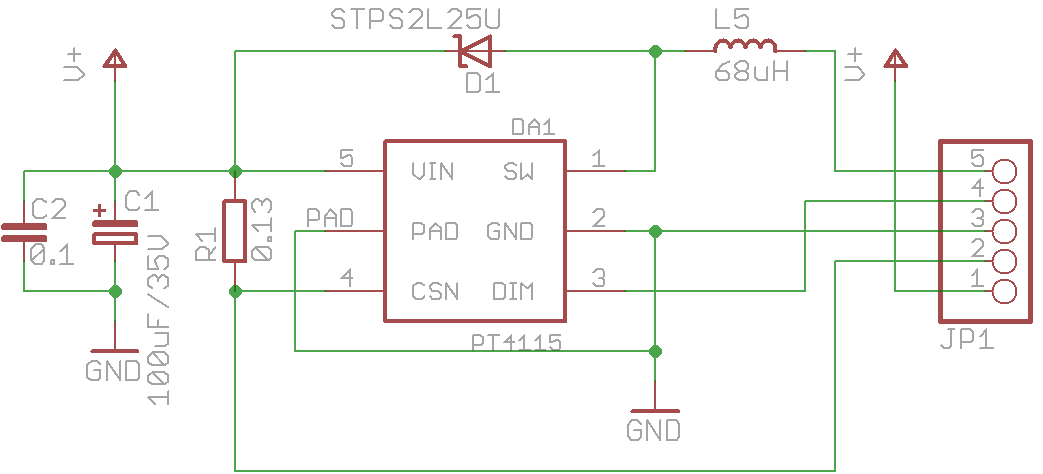 STPS2L25U
L5
V+
D1
68uH
V+
DA1
5
VIN
SW
1
5
C2
C1
+
PAD
PAD
GND
2
4
3
0.1
R1
0.13
2
4
CSN
DIM
3
1
100uF/35V
PT4115
JP1
GND
GND